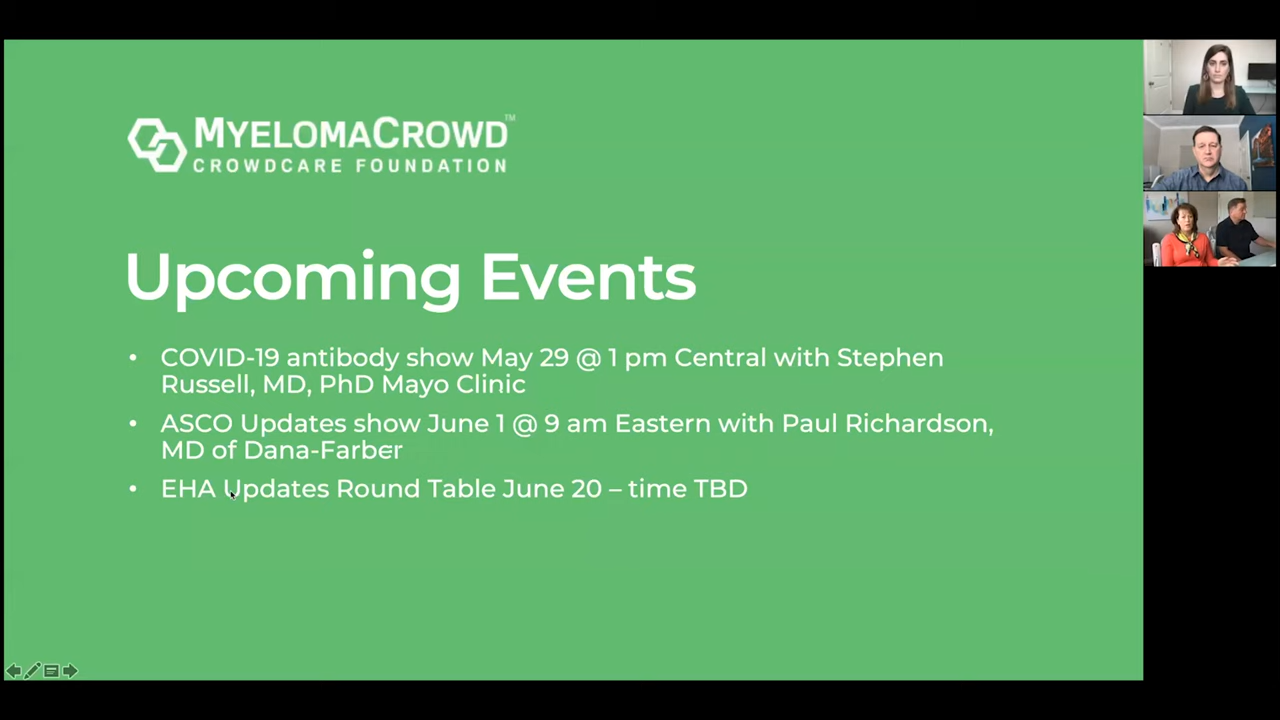 MYELOMACROWD™
CROWDCARE FOUNDATION
Upcoming Events
• COVID-19 antibody show May 29 @ 1 pm Central with Stephen
Russell, MD, PhD Mayo Clinic
• ASCO Updates show June 1 @ 9 am Eastern with Paul Richardson,
MD of Dana-Farber
• EHA Updates Round Table June 20 – time TBD